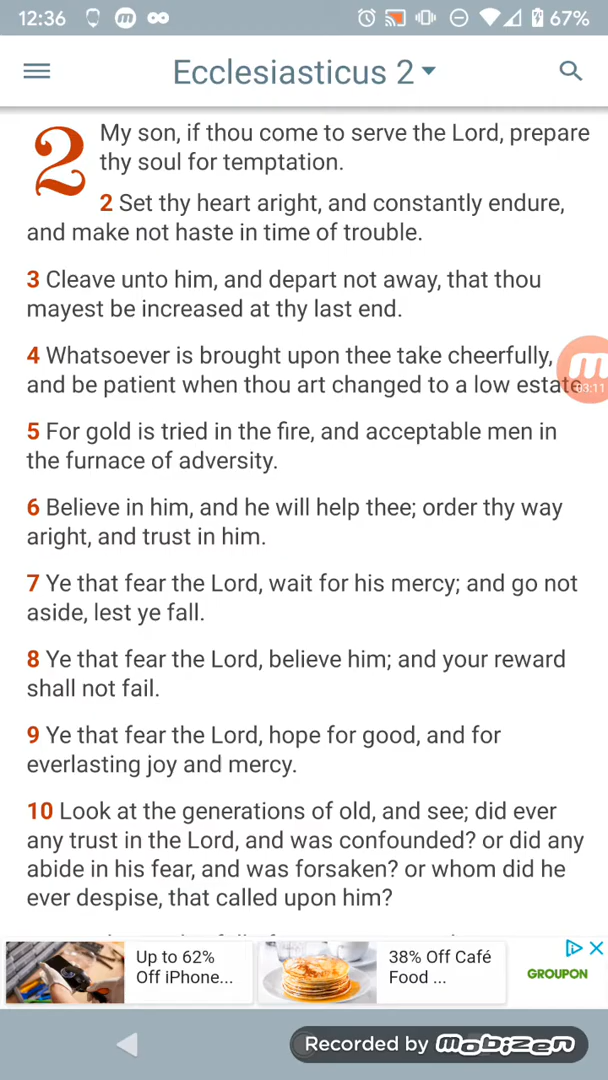 12:36
67%
Ecclesiasticus 2
2 My son, if thou come to serve the Lord, prepare
thy soul for temptation.
2 Set thy heart aright, and constantly endure,
and make not haste in time of trouble.
3 Cleave unto him, and depart not away, that thou
mayest be increased at thy last end.
4 Whatsoever is brought upon thee take cheerfully,
and be patient when thou art changed to a low estate
03:11
5 For gold is tried in the fire, and acceptable men in
the furnace of adversity.
6 Believe in him, and he will help thee; order thy way
aright, and trust in him.
7 Ye that fear the Lord, wait for his mercy; and go not
aside, lest ye fall.
8 Ye that fear the Lord, believe him; and your reward
shall not fail.
9 Ye that fear the Lord, hope for good, and for
everlasting joy and mercy.
10 Look at the generations of old, and see; did ever
any trust in the Lord, and was confounded? or did any
abide in his fear, and was forsaken? or whom did he
ever despise, that called upon him?
Up to 62%
Off iPhone...
38% Off Café
Food ...
GROUPON
Recorded by mobizen